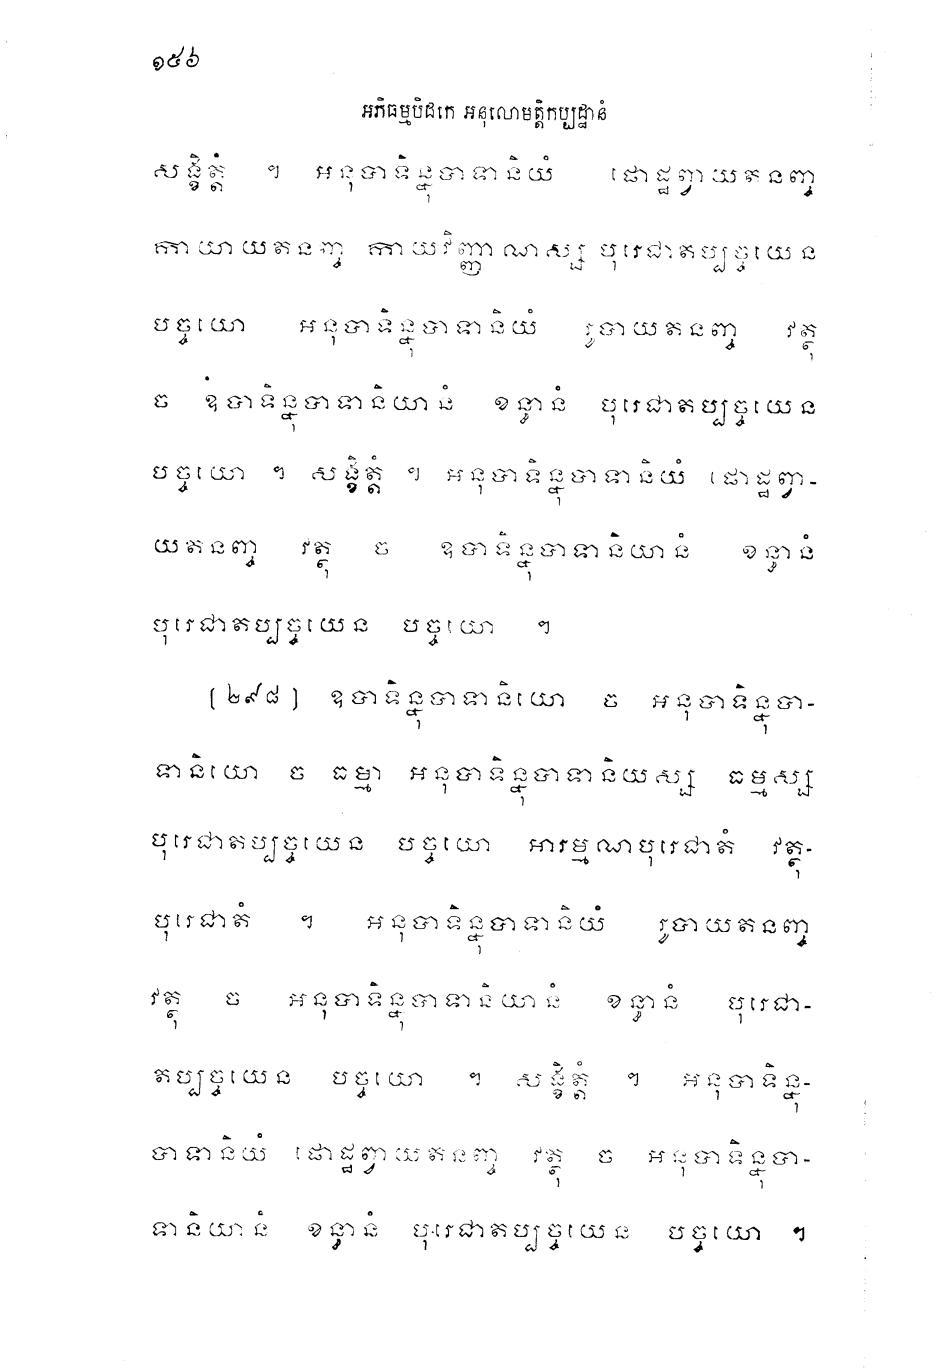 ១៥៦
អភិធម្មបិដកេ អនុលោមត្តិកប្បដ្ឋានំ
សង្ខិត្តំ ។ អនុបាទិន្នុបាទានិយំ ផោដ្ឋព្វាយតនញ្ច
កាយាយតនញ្ច កាយវិញ្ញាណស្ស បុរេជាតប្បច្ចយេន
បច្ចយោ អនុបាទិន្នុបាទានិយំ រូបាយតនញ្ច វត្ថុ
ច ឧបាទិន្នុបាទានិយានំ ខន្ធានំ បុរេជាតប្បច្ចយេន
បច្ចយោ ។ សង្ខិត្តំ ។ អនុបាទិន្នុបាទានិយំ ផោដ្ឋព្វា-
យតនញ្ច វត្ថុ ច ឧបាទិន្នុបាទានិយានំ ខន្ធានំ
បុរេជាតប្បច្ចយេន បច្ចយោ ។
[២៩៨] ឧបាទិន្នុបាទានិយោ ច អនុបាទិន្នុបា-
ទានិយោ ច ធម្មា អនុបាទិន្នុបាទានិយស្ស ធម្មស្ស
បុរេជាតប្បច្ចយេន បច្ចយោ អារម្មណបុរេជាតំ វត្ថុ-
បុរេជាតំ ។ អនុបាទិន្នុបាទានិយំ រូបាយតនញ្ច
វត្ថុ ច អនុបាទិន្នុបាទានិយានំ ខន្ធានំ បុរេជា-
តប្បច្ចយេន បច្ចយោ ។ សង្ខិត្តំ ។ អនុបាទិន្នុ-
បាទានិយំ ផោដ្ឋព្វាយតនញ្ច វត្ថុ ច អនុបាទិន្នុបា-
ទានិយានំ ខន្ធានំ បុរេជាតប្បច្ចយេន បច្ចយោ ។